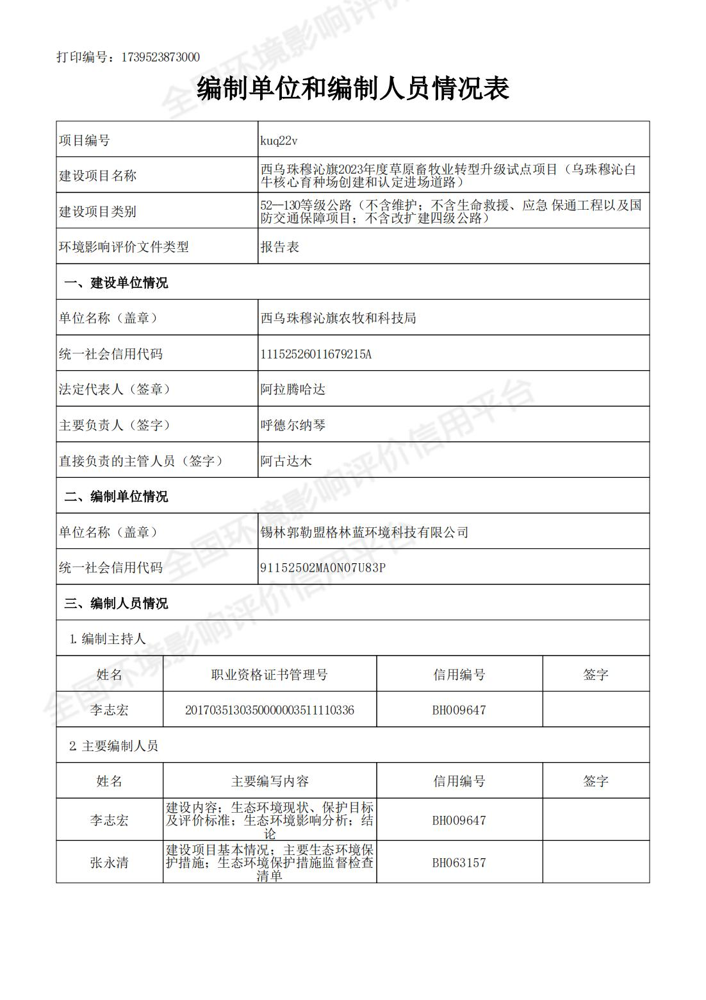 打印编号：1739523873000
编制单位和编制人员情况表
项目编号 kuq22v
建设项目名称 西乌珠穆沁旗2023年度草原畜牧业转型升级试点项目（乌珠穆沁白
牛核心育种场创建和认定进场道路）
建设项目类别 52—130等级公路（不含维护；不含生命救援、应急 保通工程以及国
防交通保障项目；不含改扩建四级公路）
环境影响评价文件类型 报告表
一、建设单位情况
单位名称（盖章） 西乌珠穆沁旗农牧和科技局
统一社会信用代码 11152526011679215A
法定代表人（签章） 阿拉腾哈达
主要负责人（签字） 呼德尔纳琴
直接负责的主管人员（签字） 阿古达木
二、编制单位情况
单位名称（盖章） 锡林郭勒盟格林蓝环境科技有限公司
统一社会信用代码 91152502MA0N07U83P
三、编制人员情况
1. 编制主持人
姓名 职业资格证书管理号 信用编号 签字
李志宏 2017035130350000003511110336 BH009647
2. 主要编制人员
姓名 主要编写内容 信用编号 签字
李志宏 建设内容；生态环境现状、保护目标
及评价标准；生态环境影响分析；结
论 BH009647
张永清 建设项目基本情况；主要生态环境保
护措施；生态环境保护措施监督检查
清单 BH063157
全国环境影响评价信用平台
全国环境影响评价信用平台
全国环境影响评价